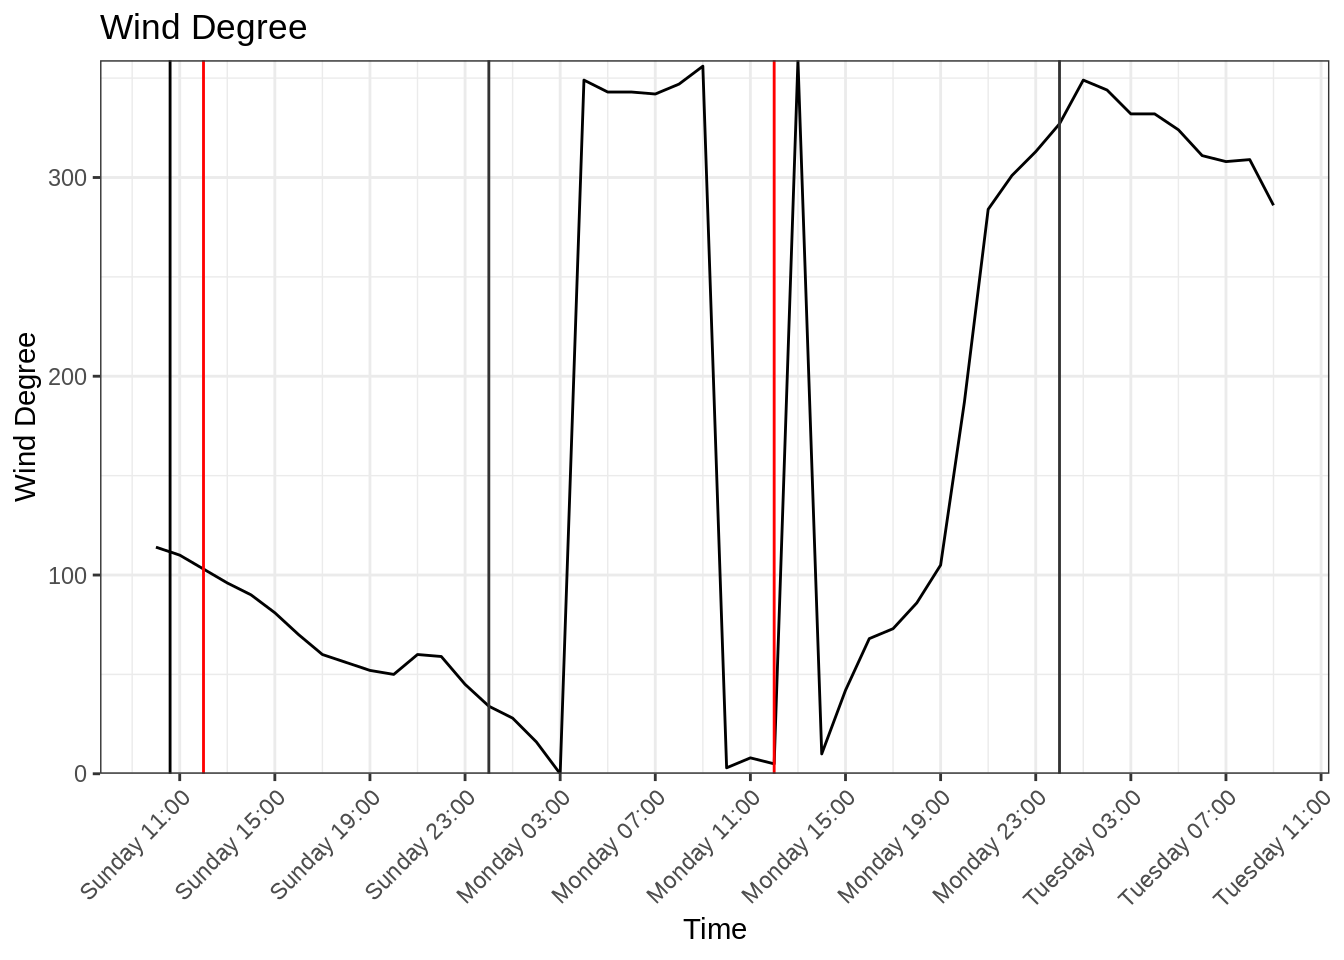 Wind Degree
Wind Degree
300
200
100
0
Sunday 11:00
Sunday 15:00
Sunday 19:00
Sunday 23:00
Monday 03:00
Monday 07:00
Monday 11:00
Monday 15:00
Monday 19:00
Monday 23:00
Tuesday 03:00
Tuesday 07:00
Tuesday 11:00
Time